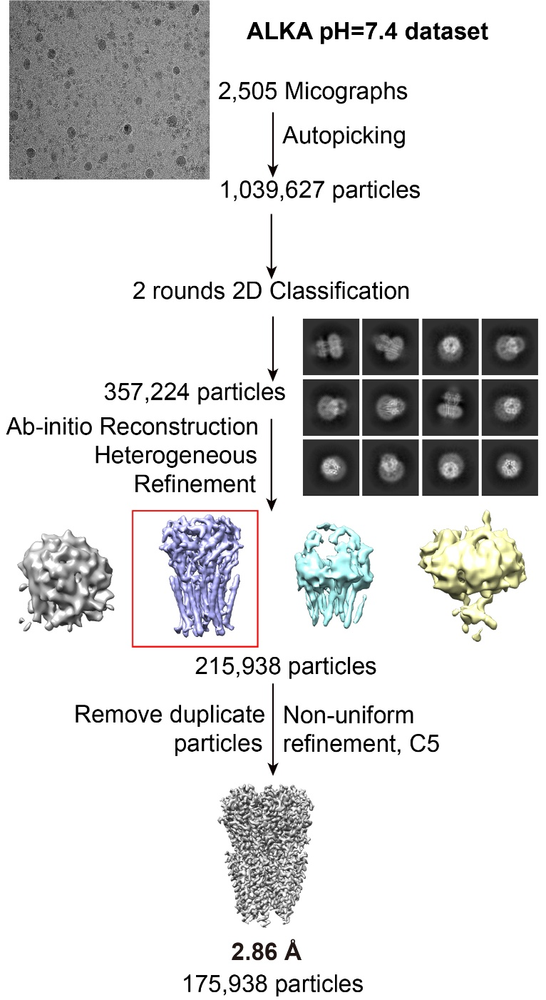 ALKA pH=7.4 dataset
2,505 Micographs
Autopicking
1,039,627 particles
2 rounds 2D Classification
357,224 particles
Ab-initio Reconstruction
Heterogeneous
Refinement
215,938 particles
Remove duplicate
particles
Non-uniform
refinement, C5
2.86 Å
175,938 particles